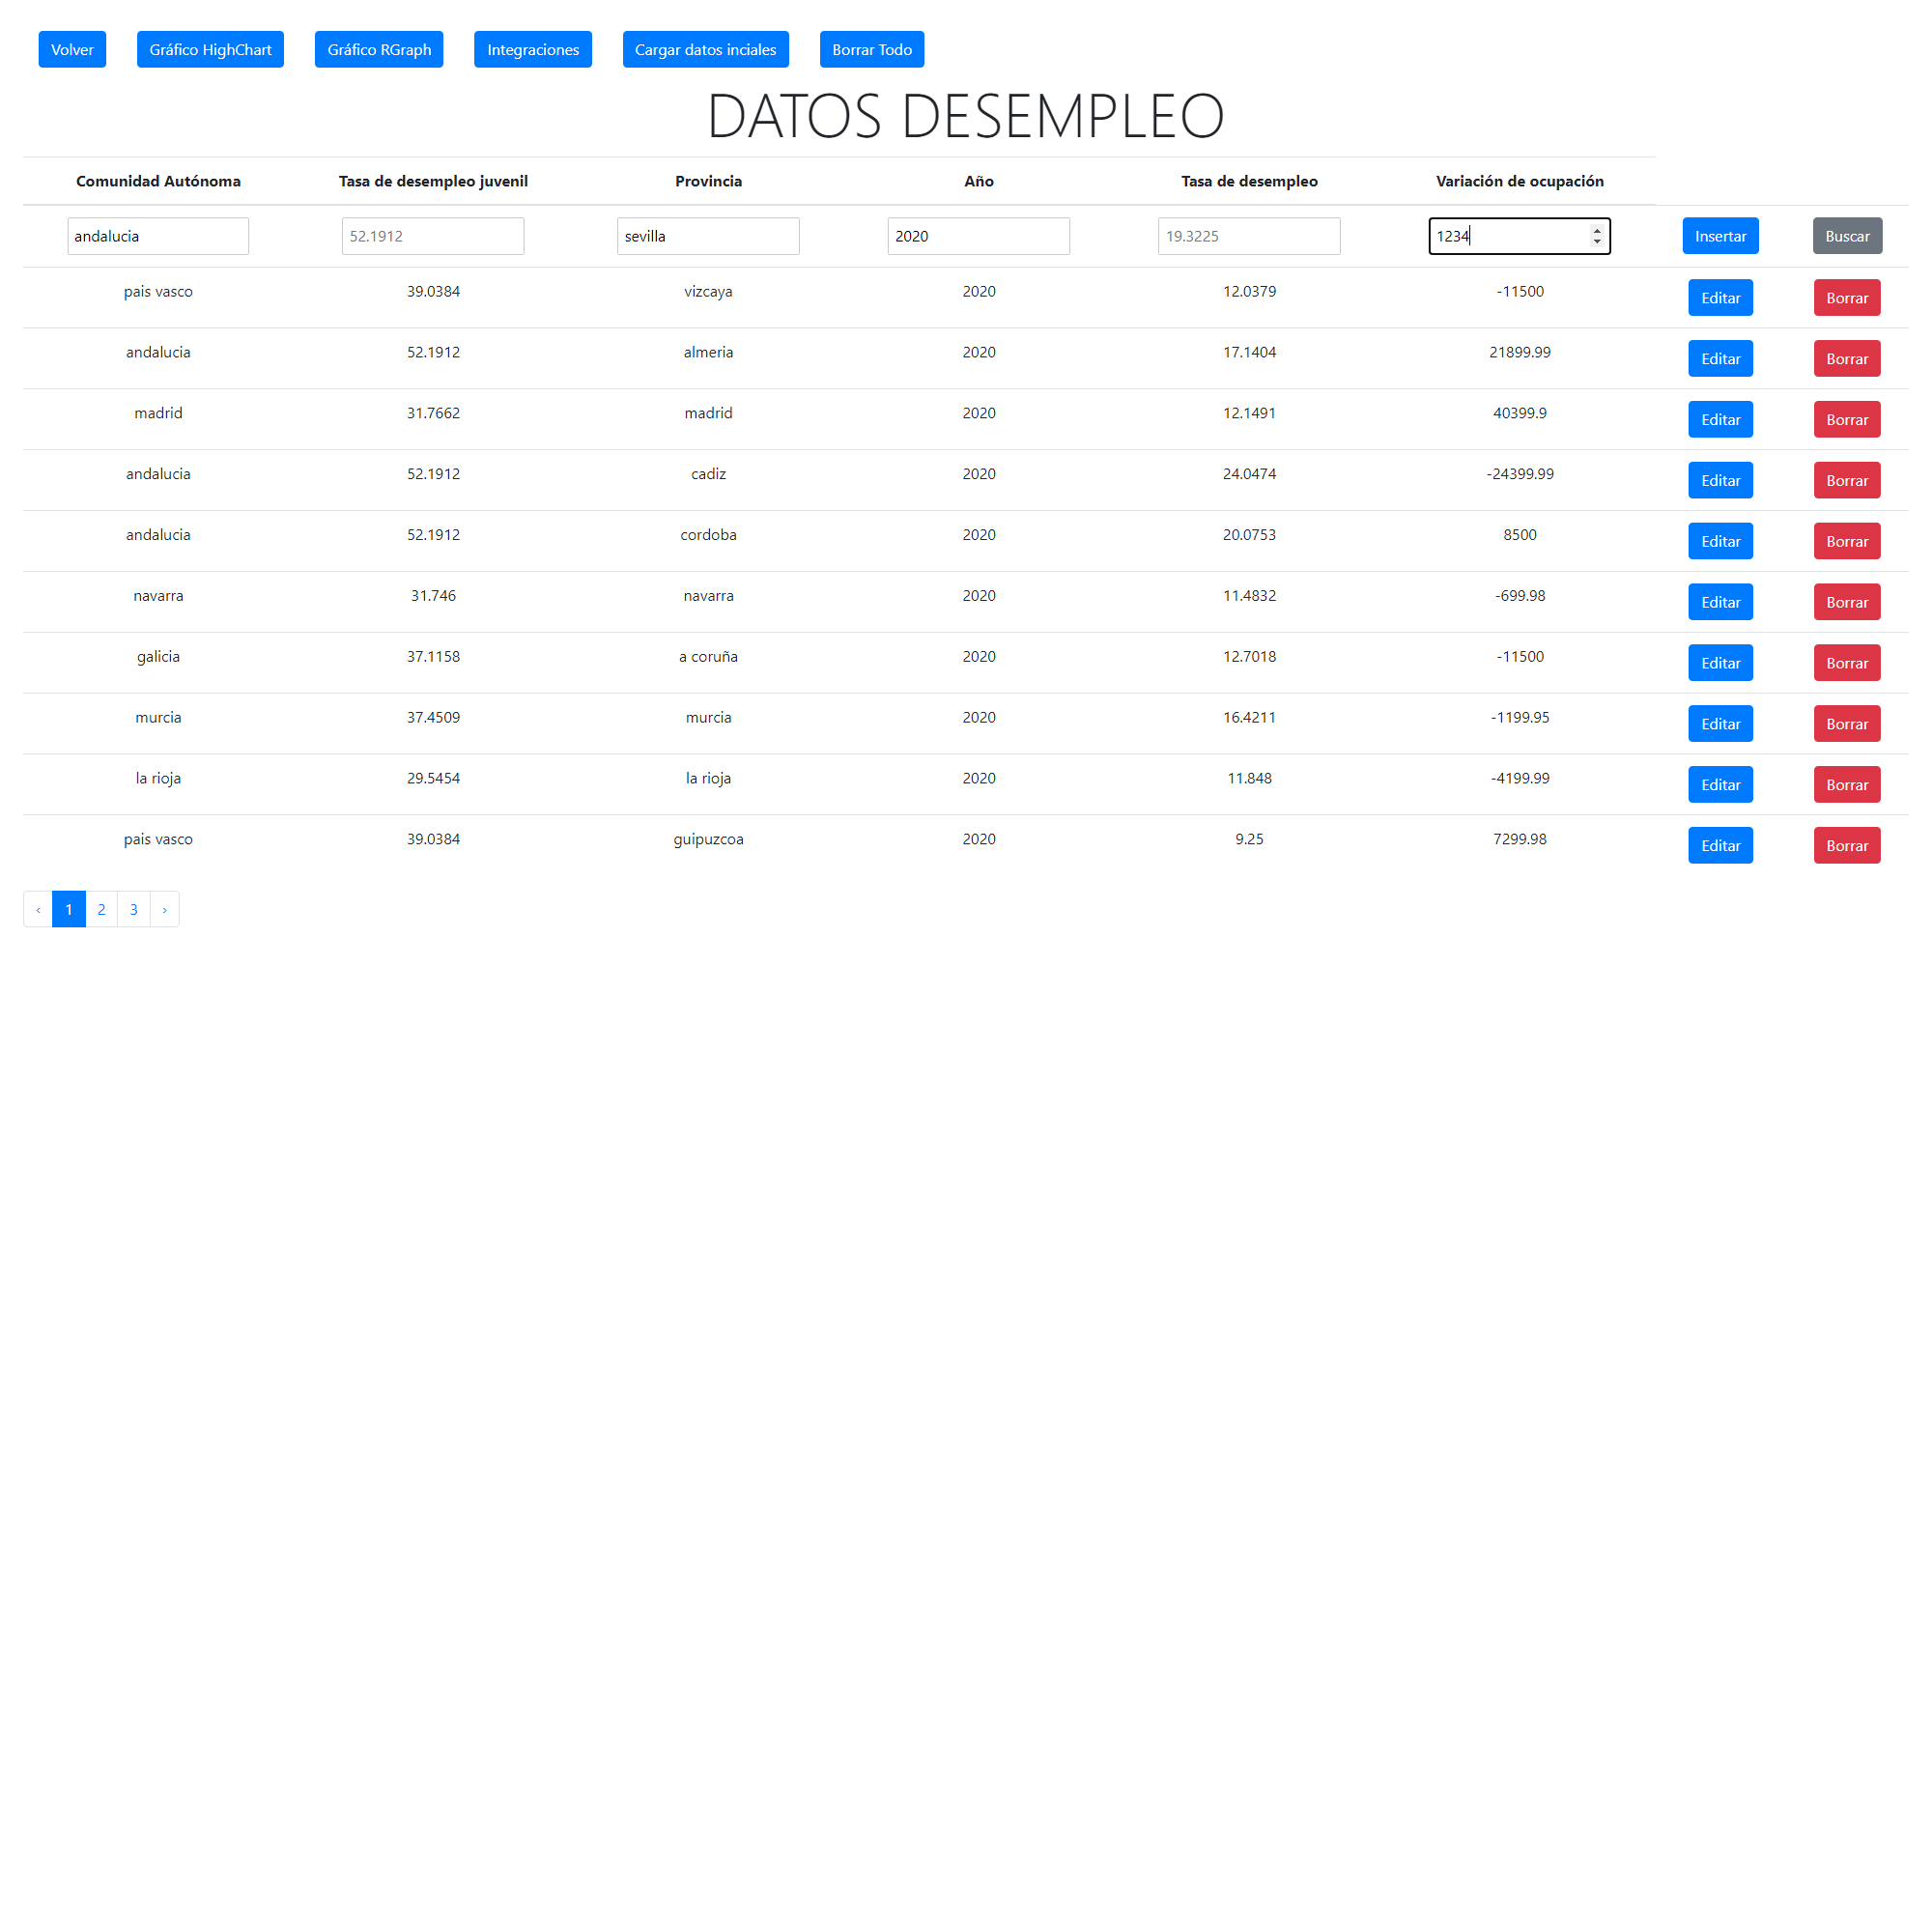 Volver Gráfico HighChart Gráfico RGraph Integraciones Cargar datos inciales Borrar Todo
DATOS DESEMPLEO
Comunidad Autónoma Tasa de desempleo juvenil Provincia Año Tasa de desempleo Variación de ocupación
andalucia 52.1912 sevilla 2020 19.3225 1234 Insertar Buscar
pais vasco 39.0384 vizcaya 2020 12.0379 -11500 Editar Borrar
andalucia 52.1912 almeria 2020 17.1404 21899.99 Editar Borrar
madrid 31.7662 madrid 2020 12.1491 40399.9 Editar Borrar
andalucia 52.1912 cadiz 2020 24.0474 -24399.99 Editar Borrar
andalucia 52.1912 cordoba 2020 20.0753 8500 Editar Borrar
navarra 31.746 navarra 2020 11.4832 -699.98 Editar Borrar
galicia 37.1158 a coruña 2020 12.7018 -11500 Editar Borrar
murcia 37.4509 murcia 2020 16.4211 -1199.95 Editar Borrar
la rioja 29.5454 la rioja 2020 11.848 -4199.99 Editar Borrar
pais vasco 39.0384 guipuzcoa 2020 9.25 7299.98 Editar Borrar
‹ 1 2 3 ›